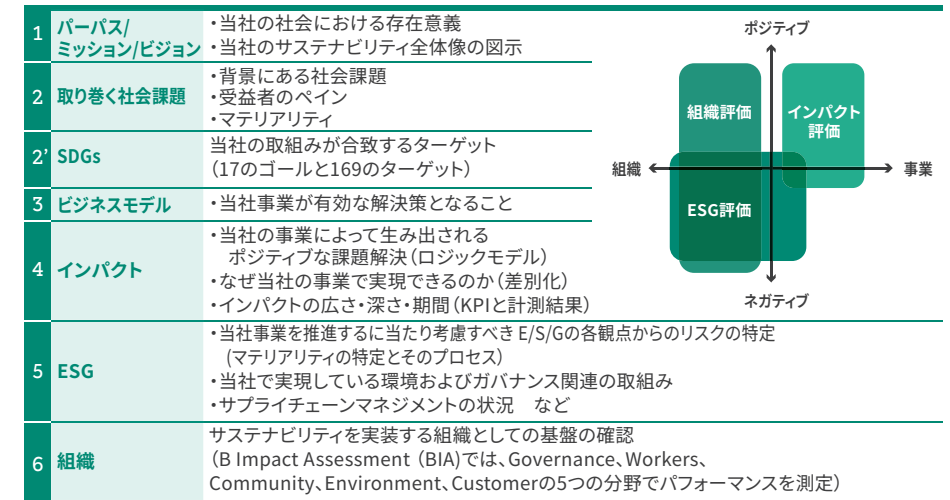 1
パーパス/
ミッション/ビジョン
・当社の社会における存在意義
・当社のサステナビリティ全体像の図示
2
取り巻く社会課題
・背景にある社会課題
・受益者のペイン
・マテリアリティ
2’
SDGs
当社の取組みが合致するターゲット
（17のゴールと169のターゲット）
3
ビジネスモデル
・当社事業が有効な解決策となること
4
インパクト
・当社の事業によって生み出される
ポジティブな課題解決（ロジックモデル）
・なぜ当社の事業で実現できるのか（差別化）
・インパクトの広さ・深さ・期間（KPIと計測結果）
5
ESG
・当社事業を推進するに当たり考慮すべき E/S/Gの各観点からのリスクの特定
（マテリアリティの特定とそのプロセス）
・当社で実現している環境およびガバナンス関連の取組み
・サプライチェーンマネジメントの状況　など
6
組織
サステナビリティを実装する組織としての基盤の確認
（B Impact Assessment （BIA）では、Governance、Workers、
Community、Environment、Customerの5つの分野でパフォーマンスを測定）
ポジティブ
組織評価
インパクト
評価
組織
事業
ESG評価
ネガティブ